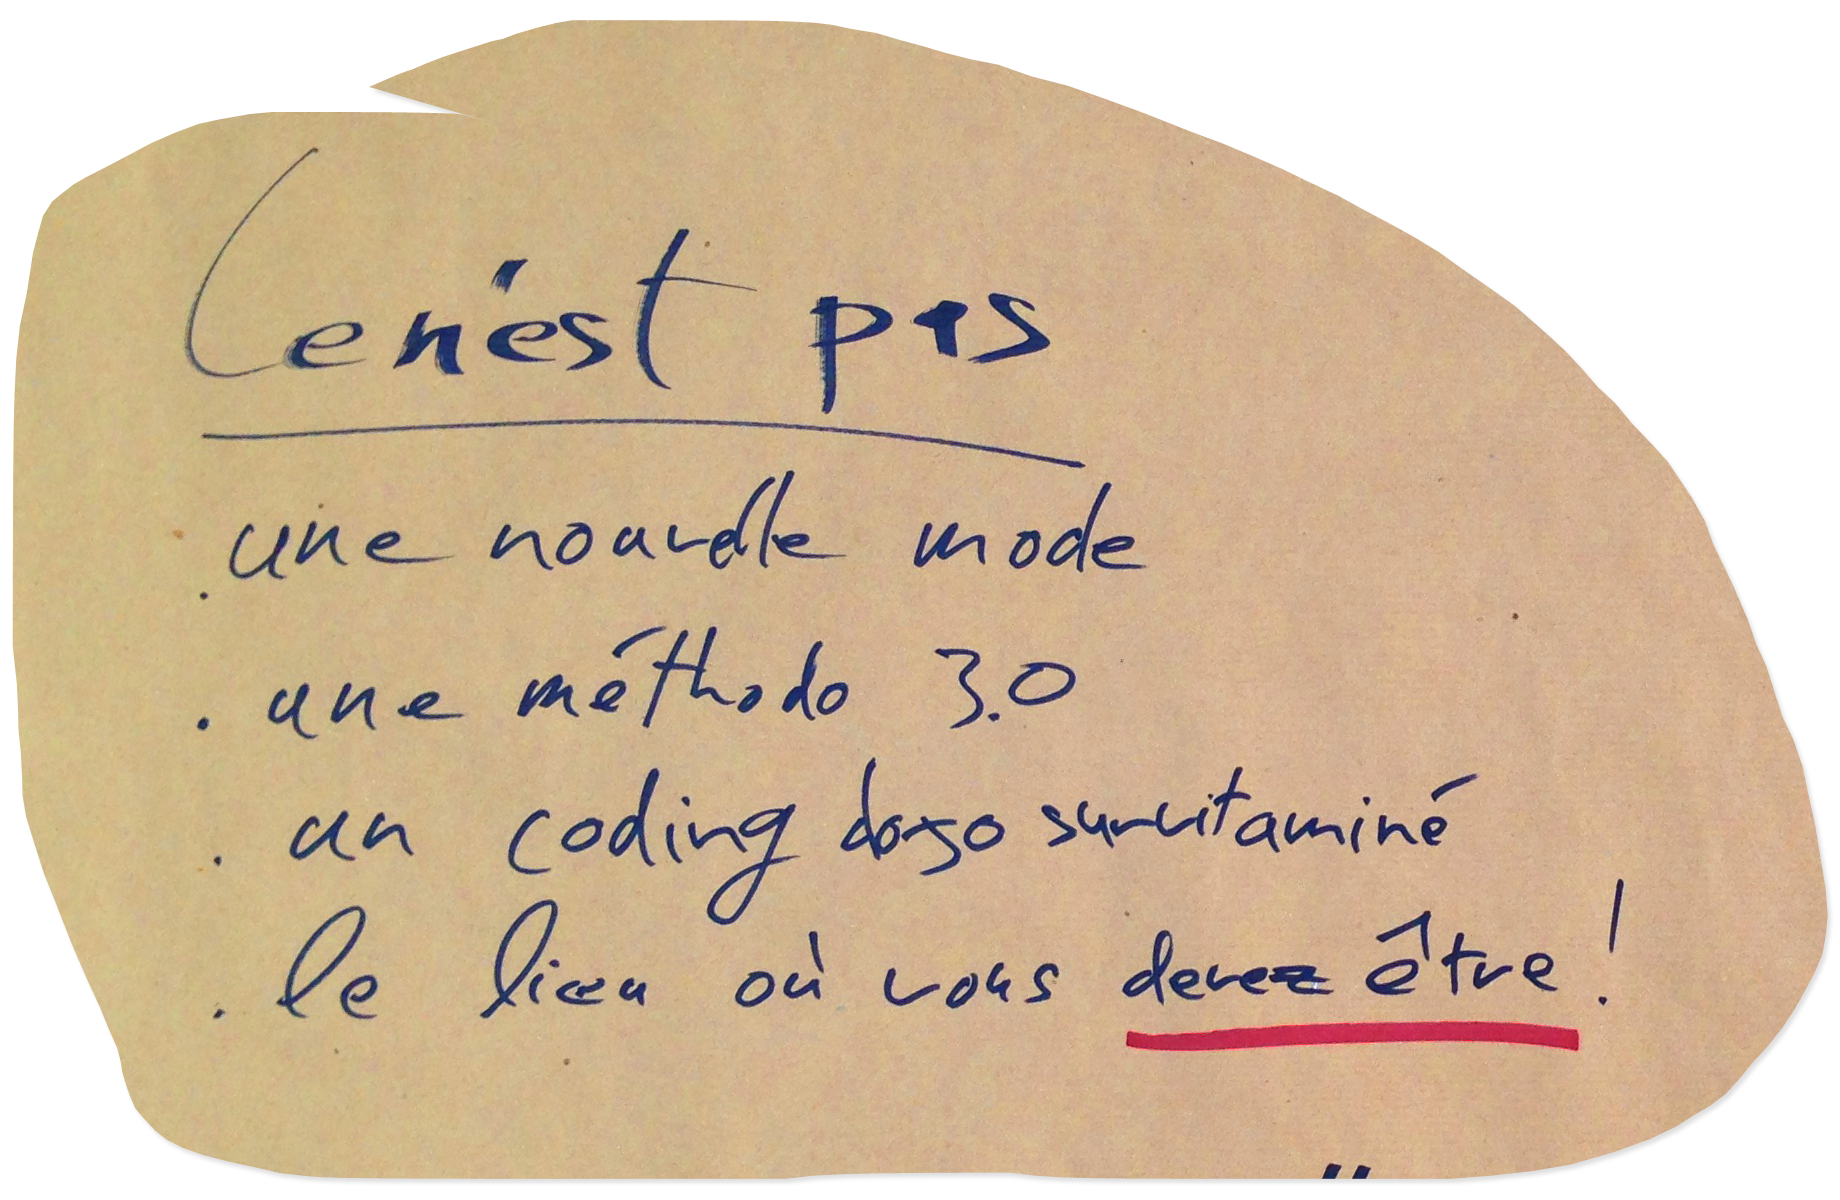 Ce n'est pas
. une nouvelle mode
. une méthodo 3.0
. un coding dojo survitaminé
. le lieu où vous devez être !